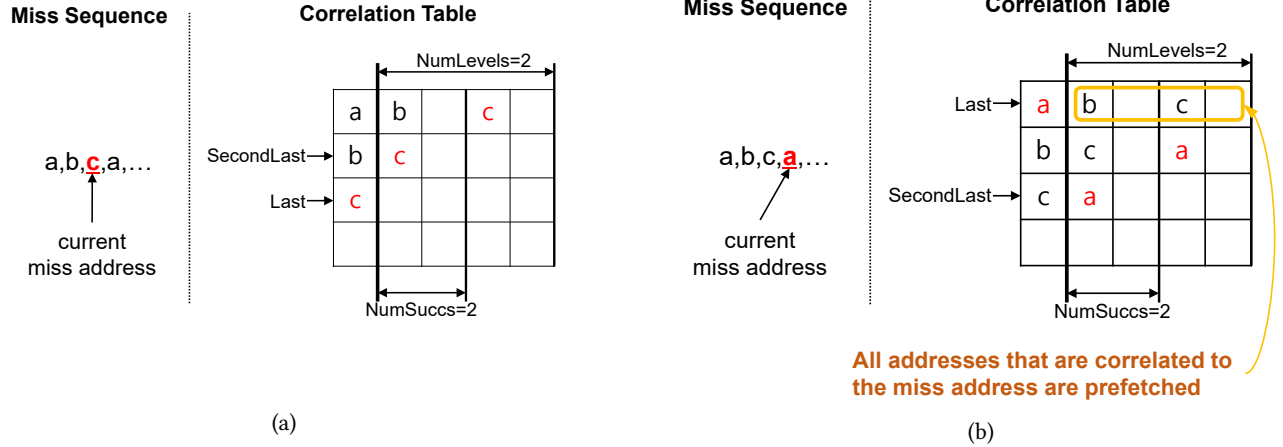 Miss Sequence
Correlation Table
NumLevels=2
a b c
SecondLast b c
Last c
a,b,c,a,…
current
miss address
NumSuccs=2
(a)
Miss Sequence
Correlation Table
NumLevels=2
Last a b c
b c a
SecondLast c a
a,b,c,a,…
current
miss address
NumSuccs=2
All addresses that are correlated to
the miss address are prefetched
(b)